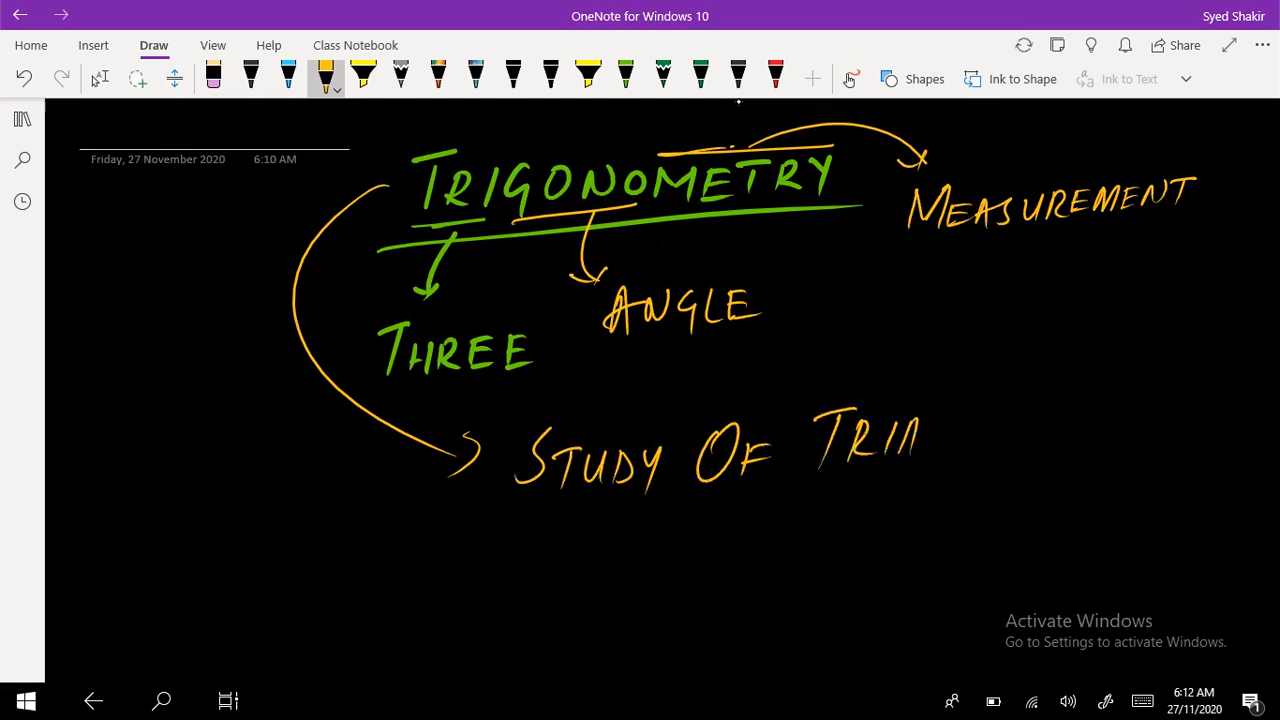 OneNote for Windows 10
Syed Shakir
Home Insert Draw View Help Class Notebook
Share
Shapes Ink to Shape Ink to Text
Friday, 27 November 2020 6:10 AM
TRIGONOMETRY
MEASUREMENT
ANGLE
THREE
STUDY OF TRI
Activate Windows
Go to Settings to activate Windows.
6:12 AM
27/11/2020
1